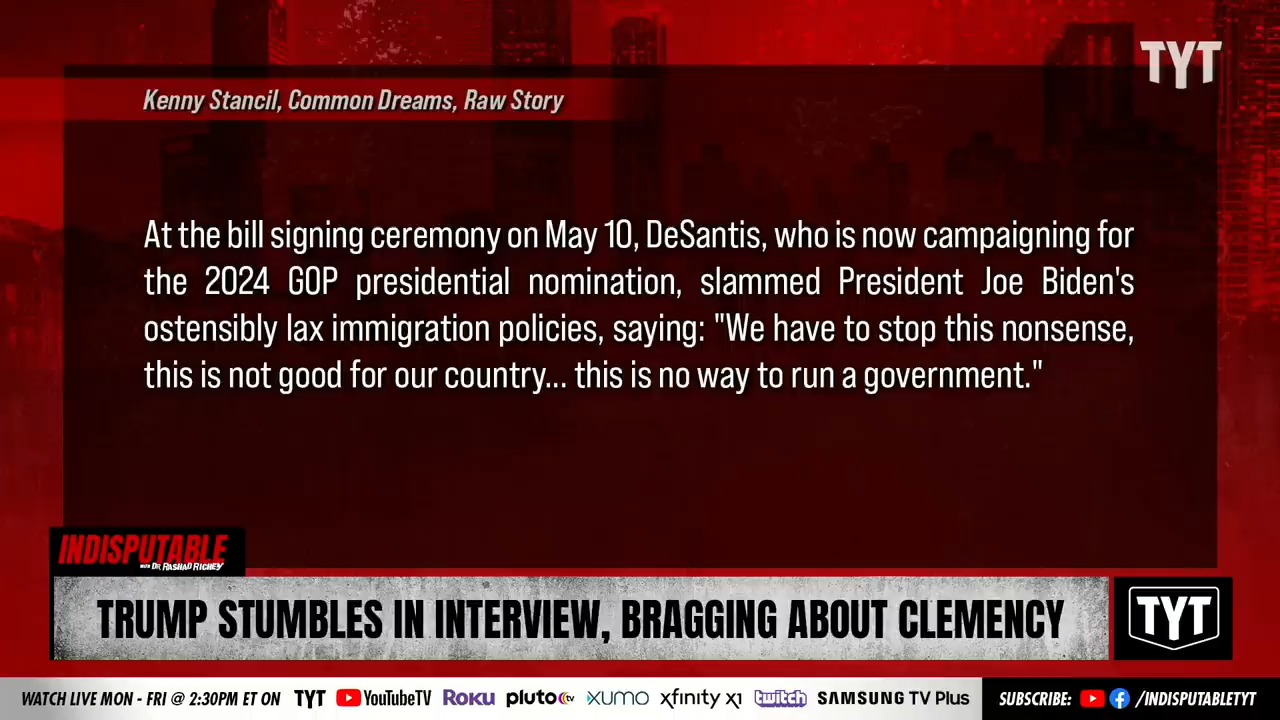 TYT
Kenny Stancil, Common Dreams, Raw Story
At the bill signing ceremony on May 10, DeSantis, who is now campaigning for
the 2024 GOP presidential nomination, slammed President Joe Biden's
ostensibly lax immigration policies, saying: "We have to stop this nonsense,
this is not good for our country... this is no way to run a government."
INDISPUTABLE
WITH DR. RASHAD RICHEY
TRUMP STUMBLES IN INTERVIEW, BRAGGING ABOUT CLEMENCY
TYT
WATCH LIVE MON - FRI @ 2:30PM ET ON TYT YouTubeTV ROKU pluto tv xumo xfinity x1 twitch SAMSUNG TV Plus SUBSCRIBE: /INDISPUTABLETYT